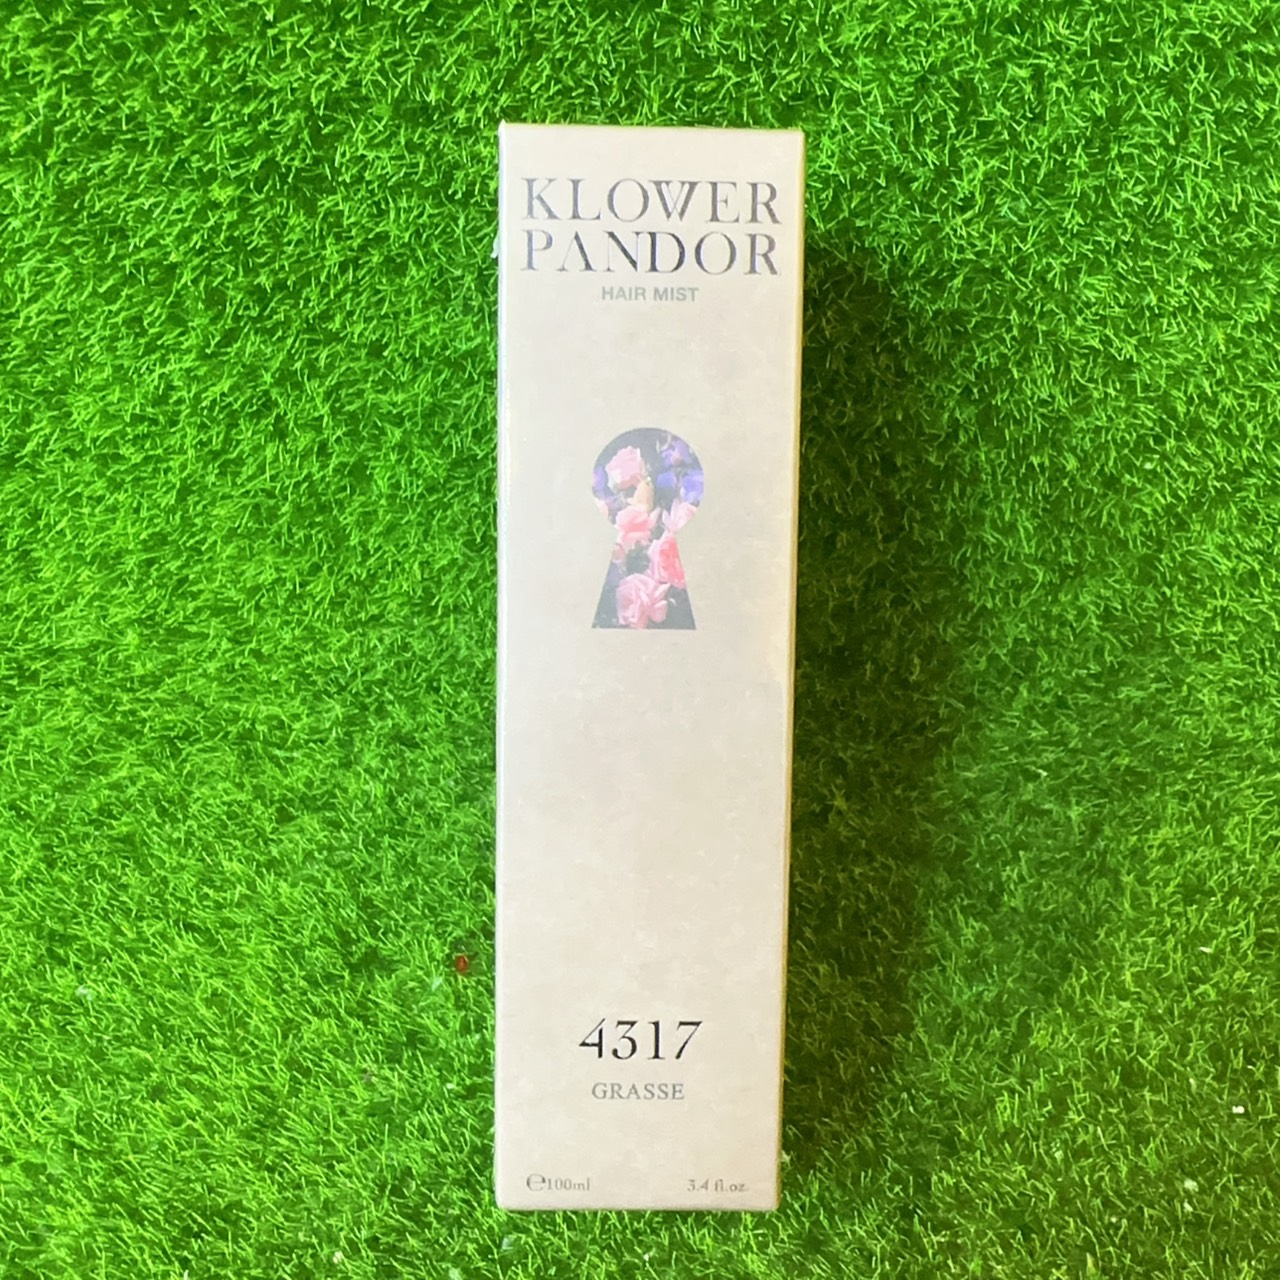 KLOWER
PANDOR
HAIR MIST
4317
GRASSE
℮100ml 3.4 fl.oz